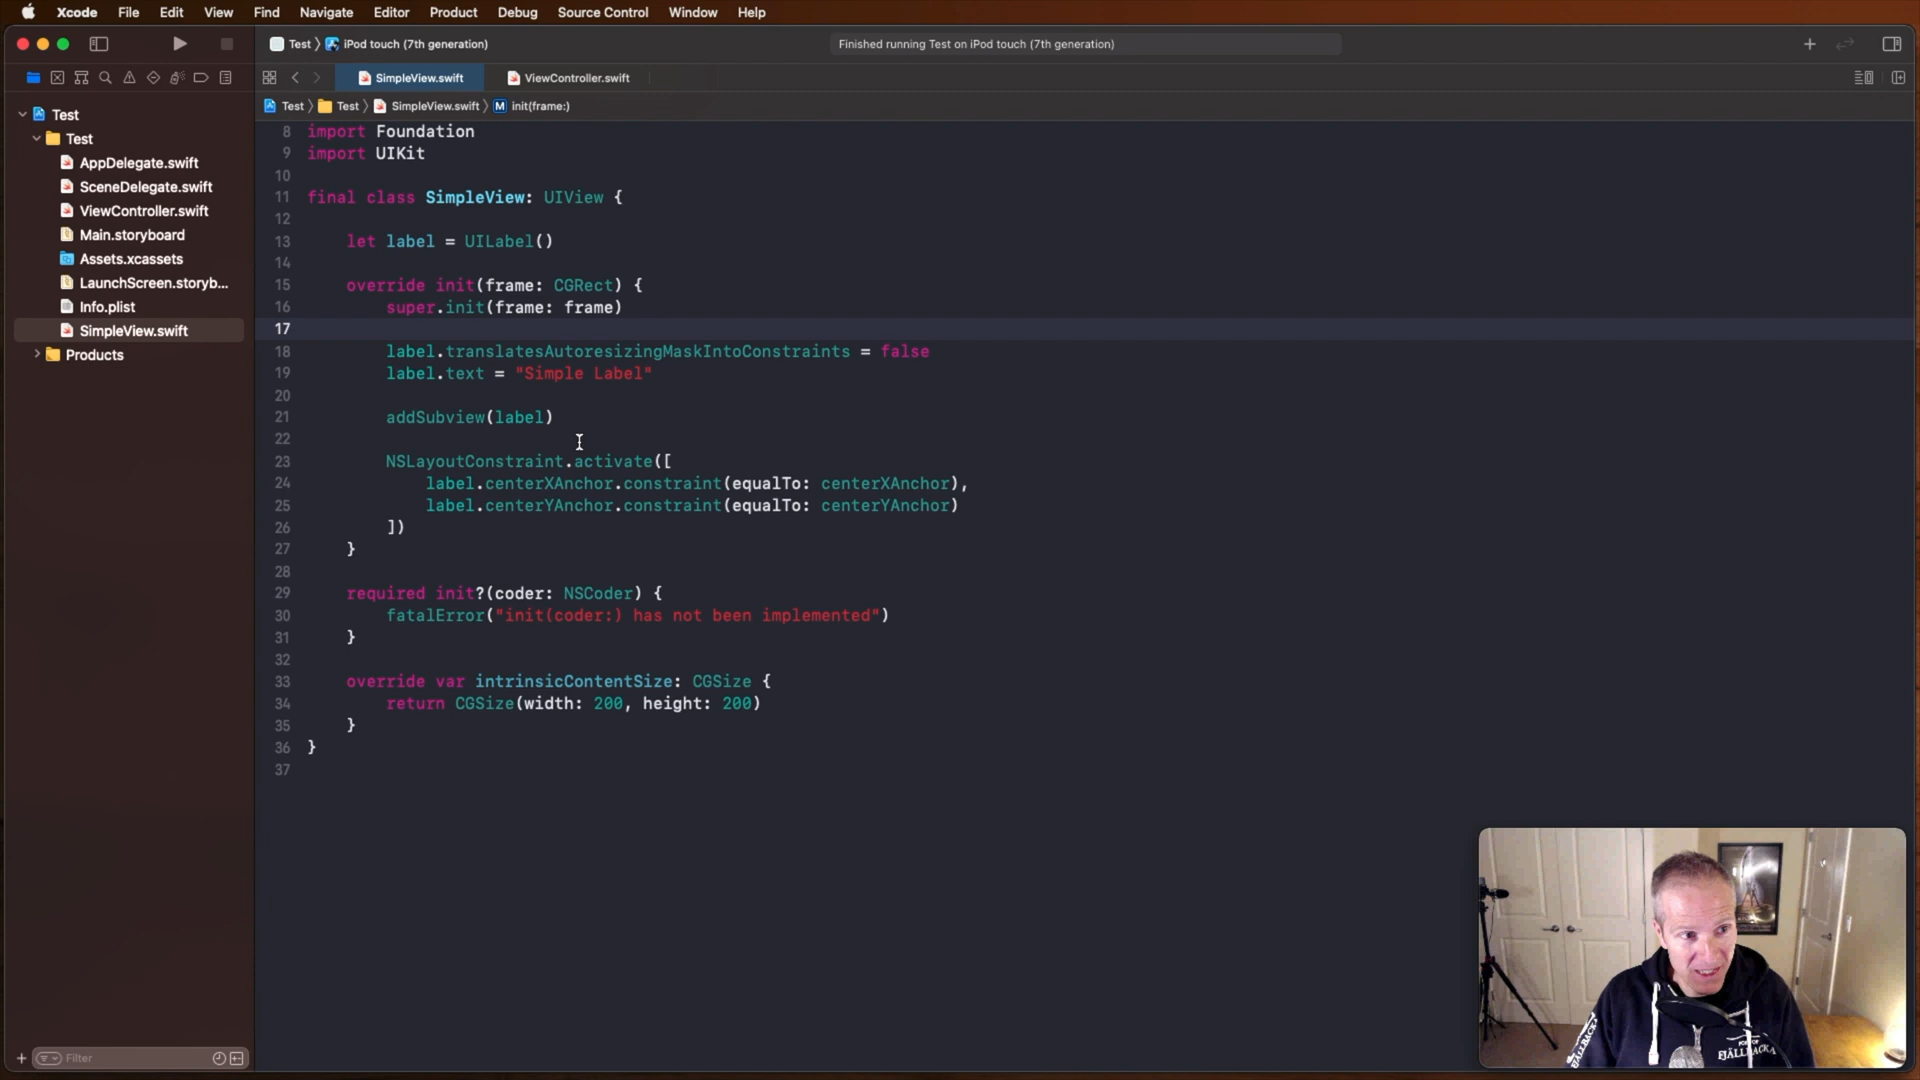 Xcode File Edit View Find Navigate Editor Product Debug Source Control Window Help
Test iPod touch (7th generation)
Finished running Test on iPod touch (7th generation)
SimpleView.swift
ViewController.swift
Test Test SimpleView.swift M init(frame:)
Test
Test
AppDelegate.swift
SceneDelegate.swift
ViewController.swift
Main.storyboard
Assets.xcassets
LaunchScreen.storyb...
Info.plist
SimpleView.swift
Products
Filter
8 import Foundation
9 import UIKit
10
11 final class SimpleView: UIView {
12
13 let label = UILabel()
14
15 override init(frame: CGRect) {
16 super.init(frame: frame)
17
18 label.translatesAutoresizingMaskIntoConstraints = false
19 label.text = "Simple Label"
20
21 addSubview(label)
22
23 NSLayoutConstraint.activate([
24 label.centerXAnchor.constraint(equalTo: centerXAnchor),
25 label.centerYAnchor.constraint(equalTo: centerYAnchor)
26 ])
27 }
28
29 required init?(coder: NSCoder) {
30 fatalError("init(coder:) has not been implemented")
31 }
32
33 override var intrinsicContentSize: CGSize {
34 return CGSize(width: 200, height: 200)
35 }
36 }
37
FJÄLLBACKA